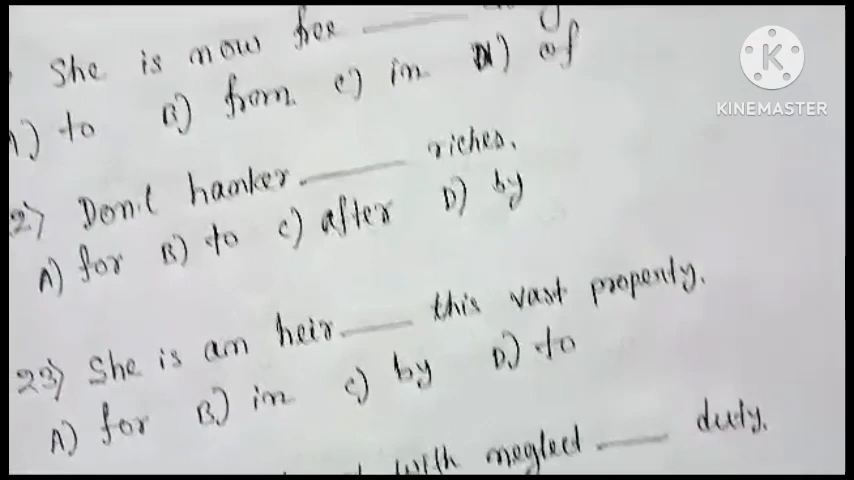 She is now free
A) to B) from c) in D) of
KINEMASTER
2) Don't hanker riches.
A) for B) to c) after D) by
23) She is an heir this vast property.
A) for B) in c) by D) to
with neglect duty.